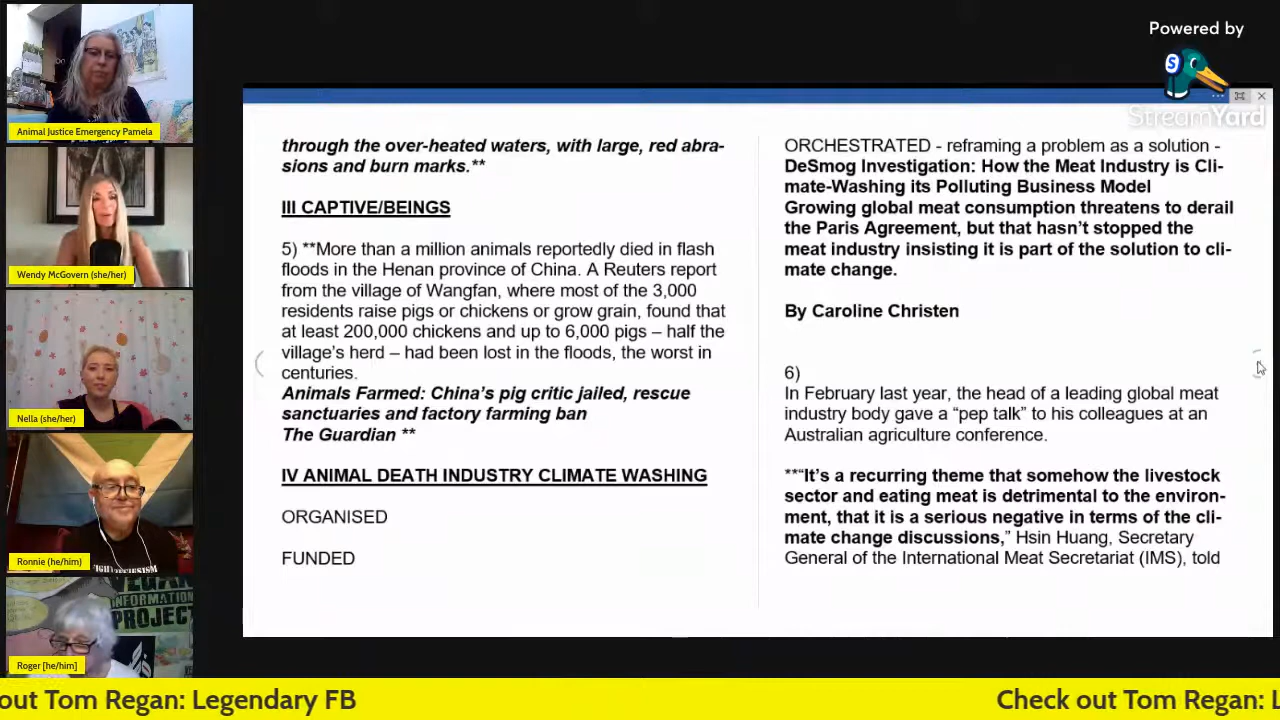 Powered by
StreamYard
Animal Justice Emergency Pamela
Wendy McGovern (she/her)
Nella (she/her)
Ronnie (he/him)
INFORMATION
PROJECT
Roger [he/him]
through the over-heated waters, with large, red abra-
sions and burn marks.**
III CAPTIVE/BEINGS
5) **More than a million animals reportedly died in flash
floods in the Henan province of China. A Reuters report
from the village of Wangfan, where most of the 3,000
residents raise pigs or chickens or grow grain, found that
at least 200,000 chickens and up to 6,000 pigs – half the
village’s herd – had been lost in the floods, the worst in
centuries.
Animals Farmed: China’s pig critic jailed, rescue
sanctuaries and factory farming ban
The Guardian **
IV ANIMAL DEATH INDUSTRY CLIMATE WASHING
ORGANISED
FUNDED
ORCHESTRATED - reframing a problem as a solution -
DeSmog Investigation: How the Meat Industry is Cli-
mate-Washing its Polluting Business Model
Growing global meat consumption threatens to derail
the Paris Agreement, but that hasn’t stopped the
meat industry insisting it is part of the solution to cli-
mate change.
By Caroline Christen
6)
In February last year, the head of a leading global meat
industry body gave a “pep talk” to his colleagues at an
Australian agriculture conference.
**“It’s a recurring theme that somehow the livestock
sector and eating meat is detrimental to the environ-
ment, that it is a serious negative in terms of the cli-
mate change discussions,” Hsin Huang, Secretary
General of the International Meat Secretariat (IMS), told
out Tom Regan: Legendary FB
Check out Tom Regan: L